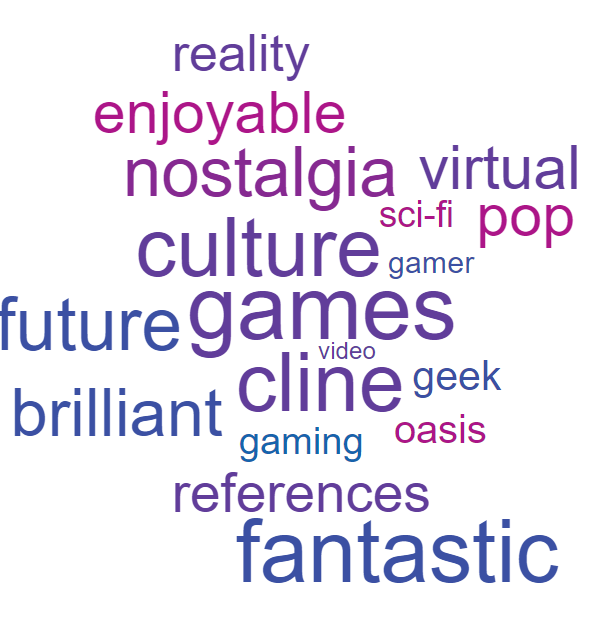 reality
enjoyable
nostalgia
virtual
sci-fi
pop
culture
gamer
games
future
video
cline
geek
brilliant
oasis
gaming
references
fantastic